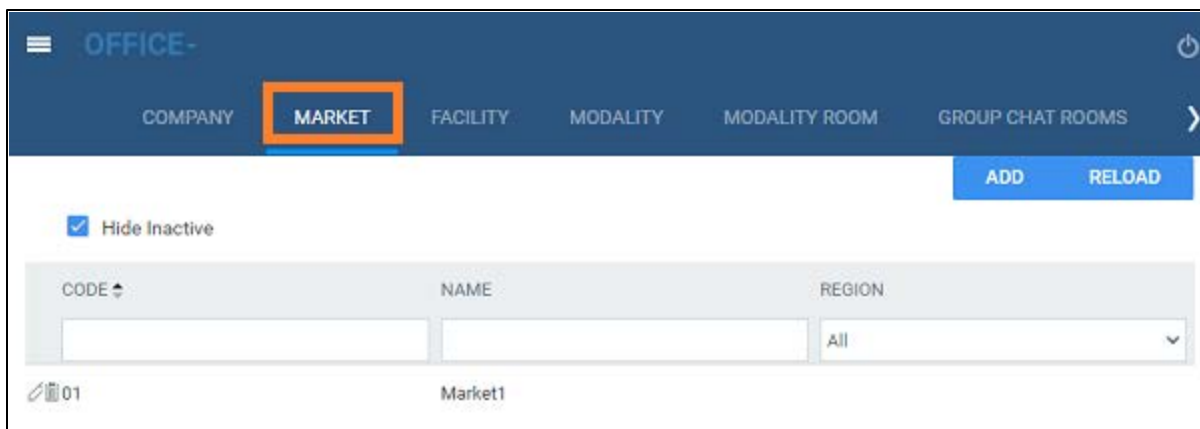 OFFICE-
COMPANY MARKET FACILITY MODALITY MODALITY ROOM GROUP CHAT ROOMS
ADD RELOAD
Hide Inactive
CODE NAME REGION
All
01 Market1